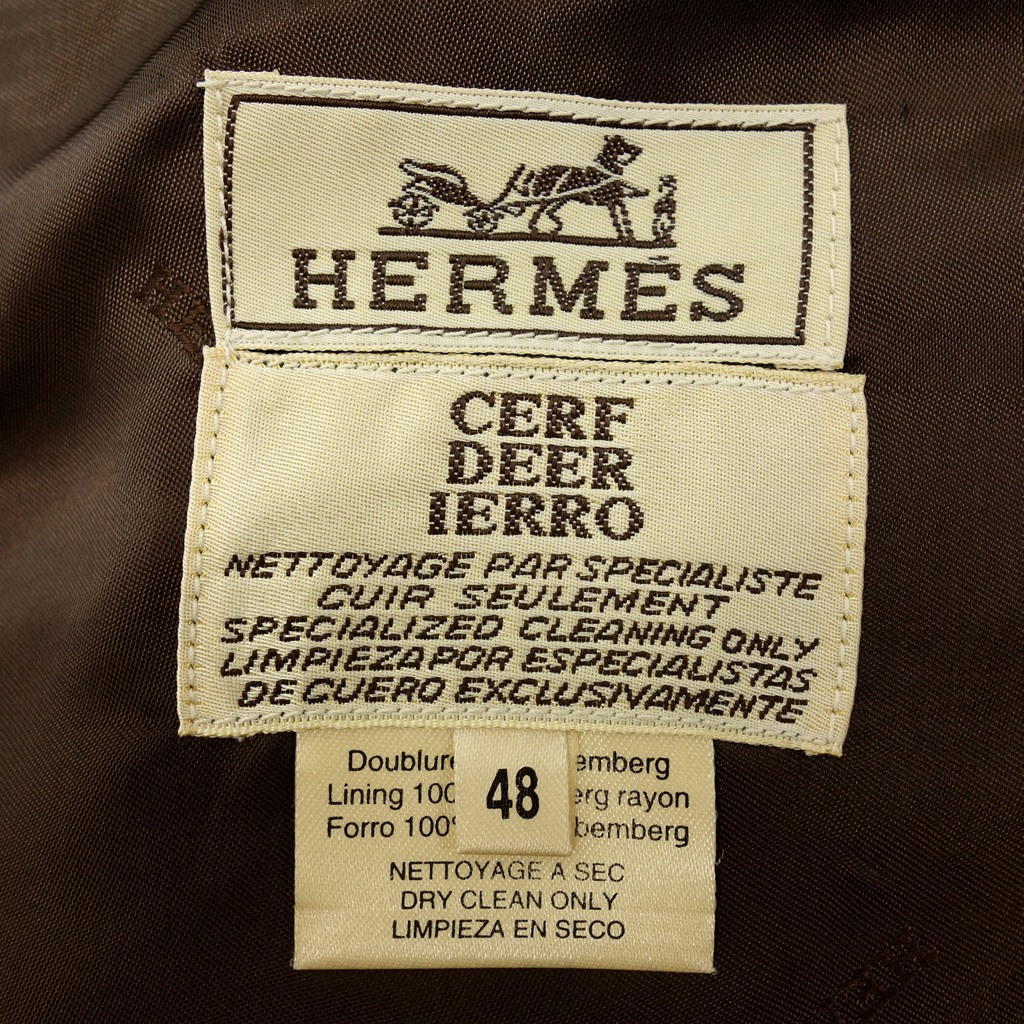 HERMÈS
CERF
DEER
IERRO
NETTOYAGE PAR SPECIALISTE
CUIR SEULEMENT
SPECIALIZED CLEANING ONLY
LIMPIEZA POR ESPECIALISTAS
DE CUERO EXCLUSIVAMENTE
Doublure emberg
Lining 100 erg rayon
Forro 100% bemberg
48
NETTOYAGE A SEC
DRY CLEAN ONLY
LIMPIEZA EN SECO